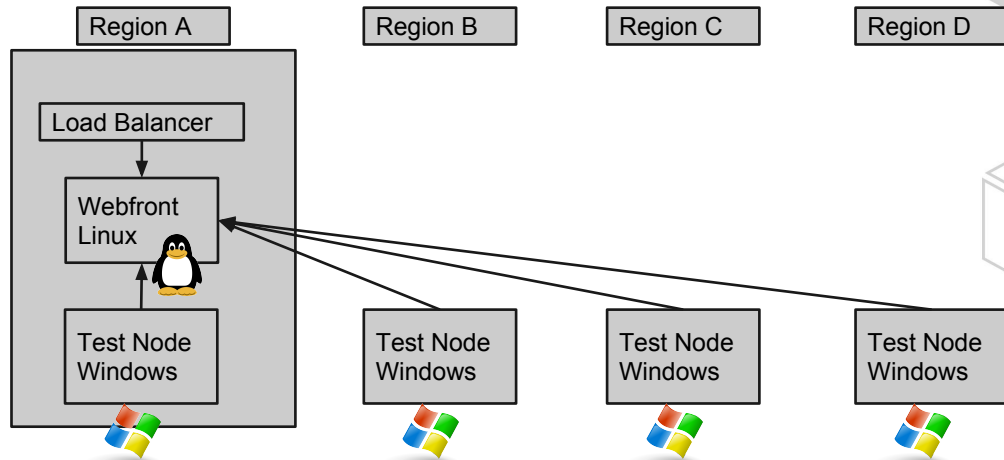 Region A
Region B
Region C
Region D
Load Balancer
Webfront
Linux
Test Node
Windows
Test Node
Windows
Test Node
Windows
Test Node
Windows